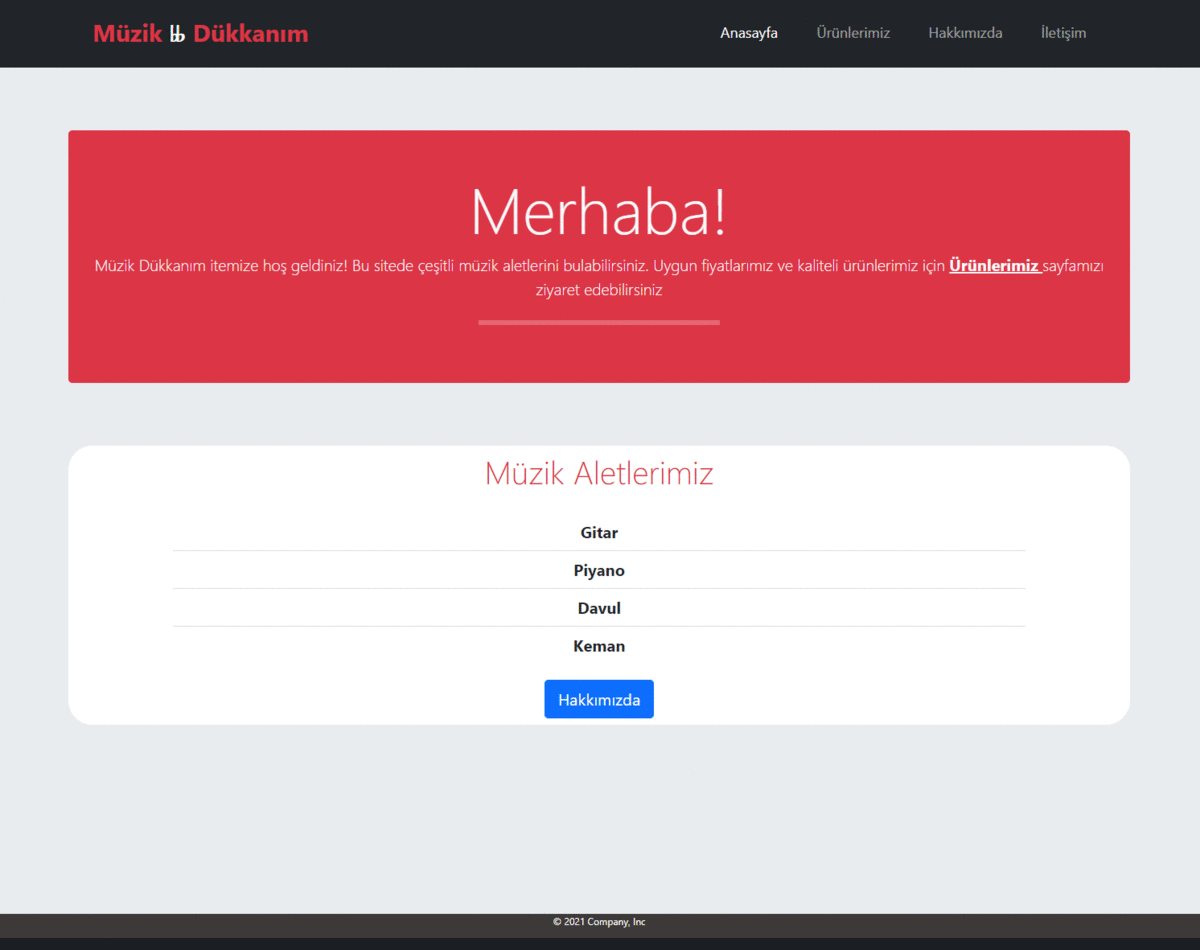 Müzik Dükkanım
Anasayfa Ürünlerimiz Hakkımızda İletişim
Merhaba!
Müzik Dükkanım itemize hoş geldiniz! Bu sitede çeşitli müzik aletlerini bulabilirsiniz. Uygun fiyatlarımız ve kaliteli ürünlerimiz için Ürünlerimiz sayfamızı
ziyaret edebilirsiniz
Müzik Aletlerimiz
Gitar
Piyano
Davul
Keman
Hakkımızda
© 2021 Company, Inc